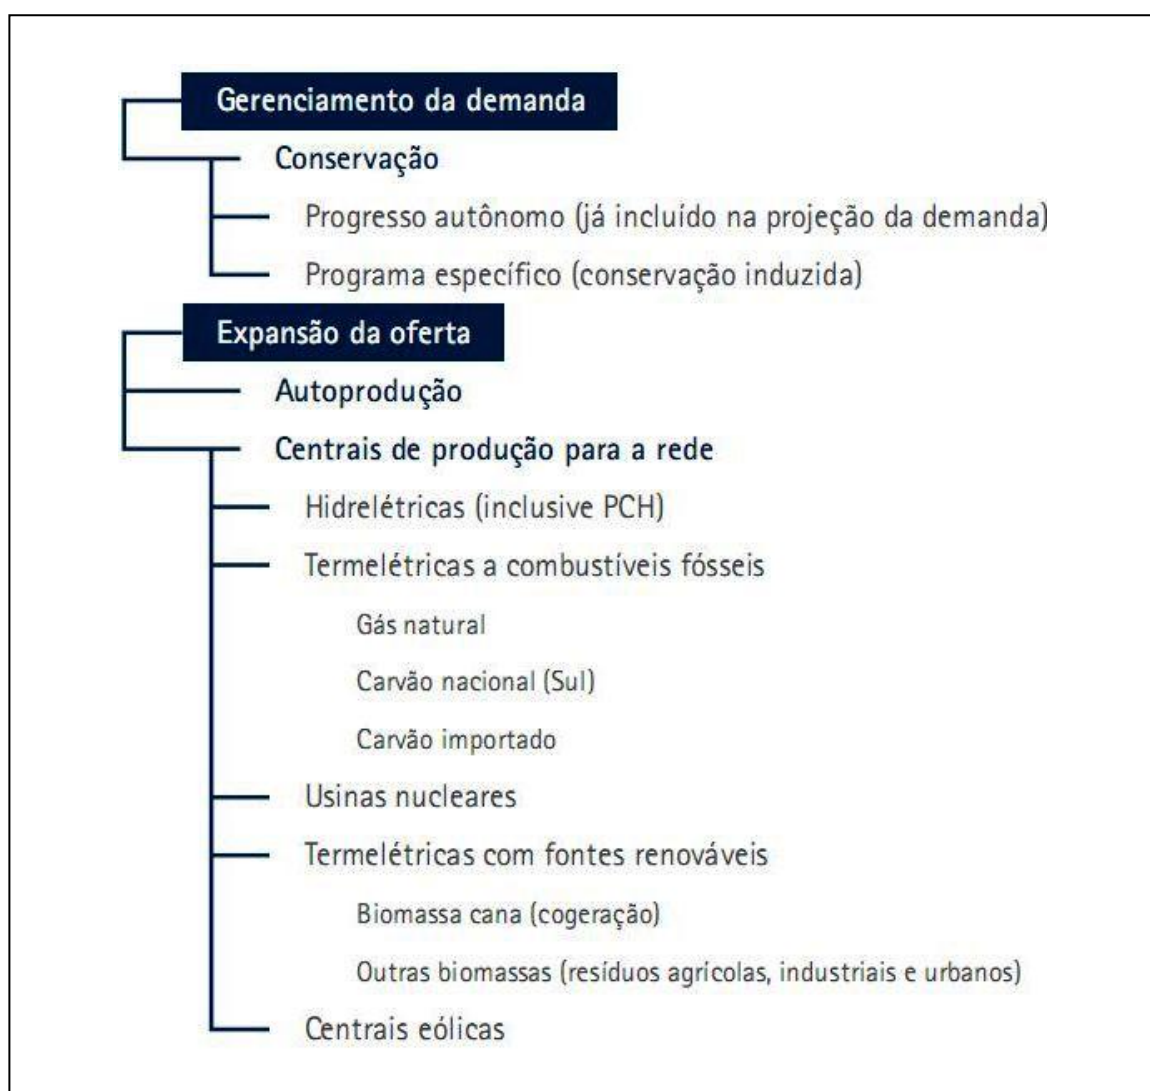 Gerenciamento da demanda
Conservação
Progresso autônomo (já incluído na projeção da demanda)
Programa específico (conservação induzida)
Expansão da oferta
Autoprodução
Centrais de produção para a rede
Hidrelétricas (inclusive PCH)
Termelétricas a combustíveis fósseis
Gás natural
Carvão nacional (Sul)
Carvão importado
Usinas nucleares
Termelétricas com fontes renováveis
Biomassa cana (cogeração)
Outras biomassas (resíduos agrícolas, industriais e urbanos)
Centrais eólicas